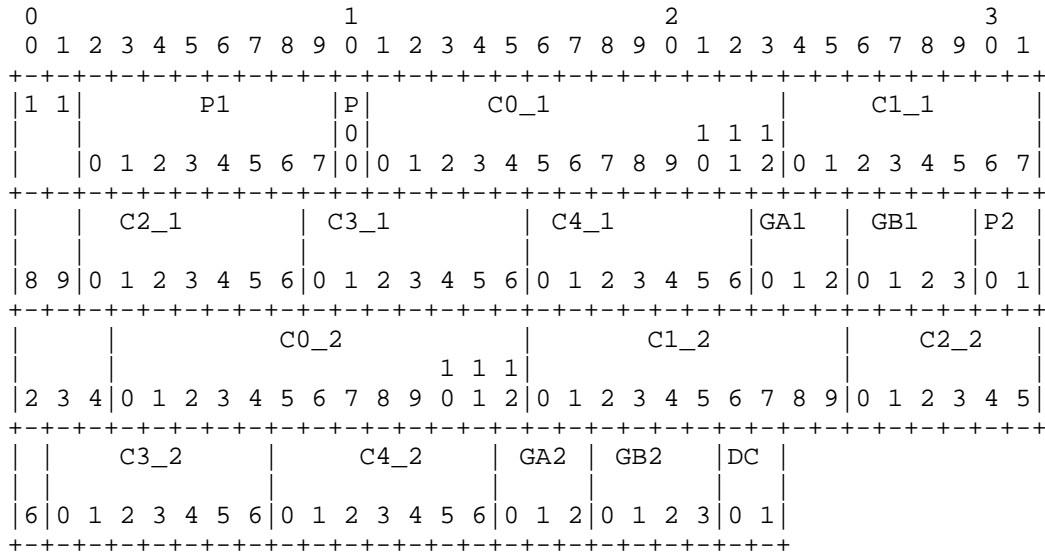 0                   1                   2                   3
 0 1 2 3 4 5 6 7 8 9 0 1 2 3 4 5 6 7 8 9 0 1 2 3 4 5 6 7 8 9 0 1
+-+-+-+-+-+-+-+-+-+-+-+-+-+-+-+-+-+-+-+-+-+-+-+-+-+-+-+-+-+-+-+-+
|1 1|       P1      |P|       C0_1              |     C1_1      |
|   |               |0|                    1 1 1|               |
|   |0 1 2 3 4 5 6 7|0|0 1 2 3 4 5 6 7 8 9 0 1 2|0 1 2 3 4 5 6 7|
+-+-+-+-+-+-+-+-+-+-+-+-+-+-+-+-+-+-+-+-+-+-+-+-+-+-+-+-+-+-+-+-+
|   |  C2_1       | C3_1        | C4_1        |GA1  | GB1   |P2 |
|   |             |             |             |     |       |   |
|8 9|0 1 2 3 4 5 6|0 1 2 3 4 5 6|0 1 2 3 4 5 6|0 1 2|0 1 2 3|0 1|
+-+-+-+-+-+-+-+-+-+-+-+-+-+-+-+-+-+-+-+-+-+-+-+-+-+-+-+-+-+-+-+-+
|     |          C0_2           |       C1_2        |    C2_2   |
|     |                    1 1 1|                   |           |
|2 3 4|0 1 2 3 4 5 6 7 8 9 0 1 2|0 1 2 3 4 5 6 7 8 9|0 1 2 3 4 5|
+-+-+-+-+-+-+-+-+-+-+-+-+-+-+-+-+-+-+-+-+-+-+-+-+-+-+-+-+-+-+-+-+
| |    C3_2     |     C4_2    | GA2 | GB2   |DC |
| |             |             |     |       |   |
|6|0 1 2 3 4 5 6|0 1 2 3 4 5 6|0 1 2|0 1 2 3|0 1|
+-+-+-+-+-+-+-+-+-+-+-+-+-+-+-+-+-+-+-+-+-+-+-+-+